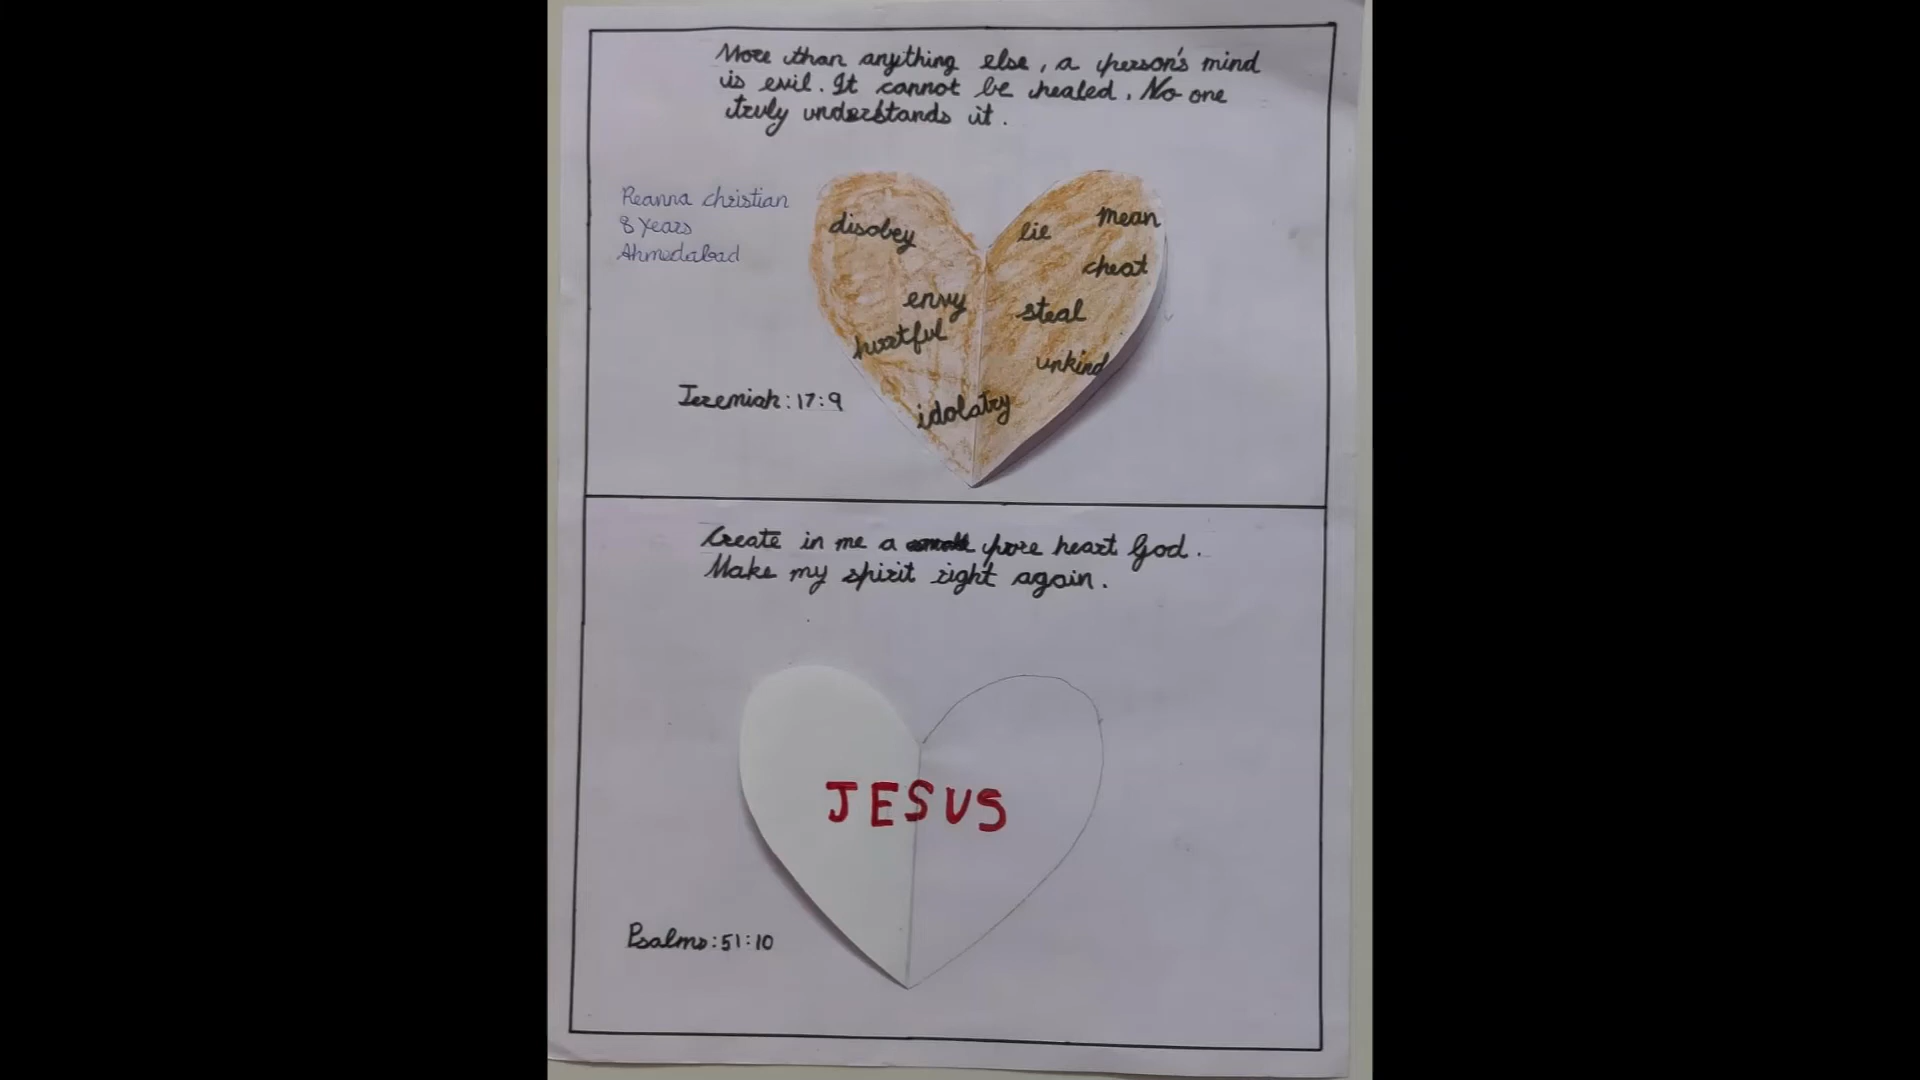 More than anything else, a person's mind
is evil. It cannot be healed. No one
truly understands it.
Reanna christian
8 Years
Ahmedabad
disobey
envy
hurtful
idolatry
lie
mean
cheat
steal
unkind
Jeremiah:17:9
Create in me a pure heart God.
Make my spirit right again.
JESUS
Psalms:51:10